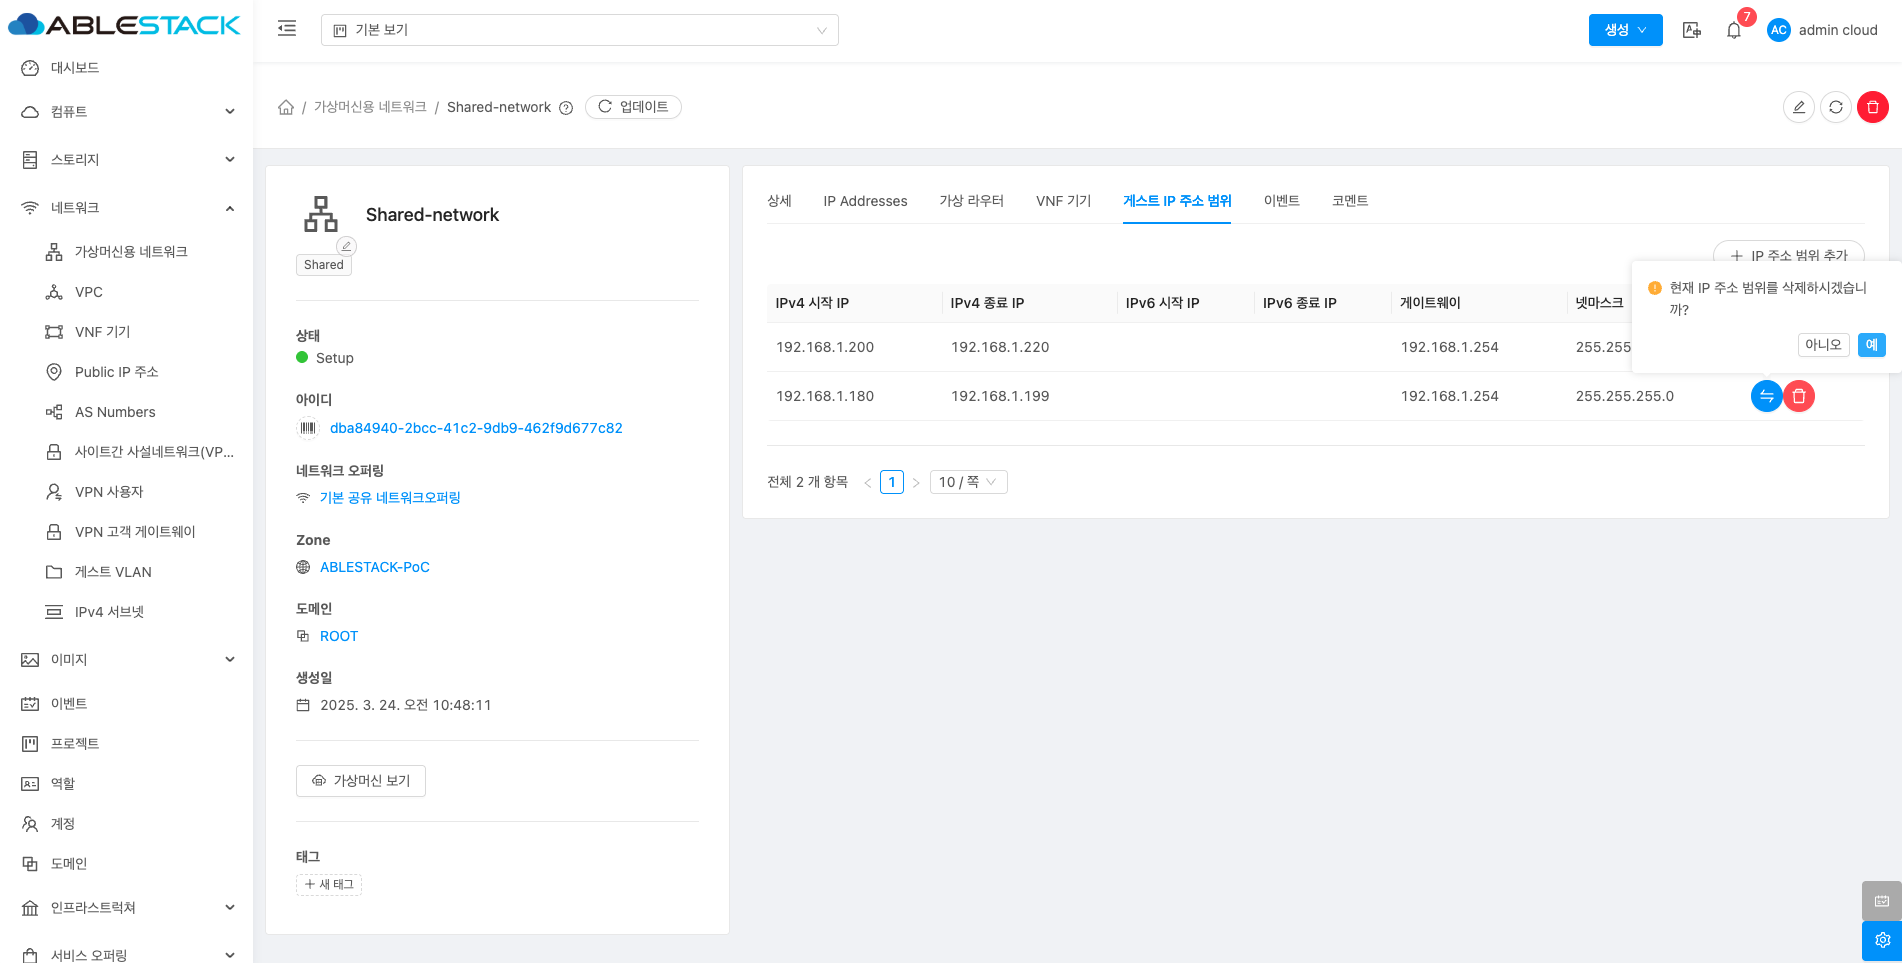 ABLESTACK
기본 보기
생성
7
AC
admin cloud
대시보드
컴퓨트
스토리지
네트워크
가상머신용 네트워크
VPC
VNF 기기
Public IP 주소
AS Numbers
사이트간 사설네트워크(VP...
VPN 사용자
VPN 고객 게이트웨이
게스트 VLAN
IPv4 서브넷
이미지
이벤트
프로젝트
역할
계정
도메인
인프라스트럭쳐
서비스 오퍼링
/ 가상머신용 네트워크 / Shared-network
업데이트
Shared-network
Shared
상태
Setup
아이디
dba84940-2bcc-41c2-9db9-462f9d677c82
네트워크 오퍼링
기본 공유 네트워크오퍼링
Zone
ABLESTACK-PoC
도메인
ROOT
생성일
2025. 3. 24. 오전 10:48:11
가상머신 보기
태그
+ 새 태그
상세 IP Addresses 가상 라우터 VNF 기기 게스트 IP 주소 범위 이벤트 코멘트
+ IP 주소 범위 추가
IPv4 시작 IP IPv4 종료 IP IPv6 시작 IP IPv6 종료 IP 게이트웨이 넷마스크
192.168.1.200 192.168.1.220 192.168.1.254 255.255
192.168.1.180 192.168.1.199 192.168.1.254 255.255.255.0
현재 IP 주소 범위를 삭제하시겠습니
까?
아니오 예
전체 2 개 항목 < 1 > 10 / 쪽